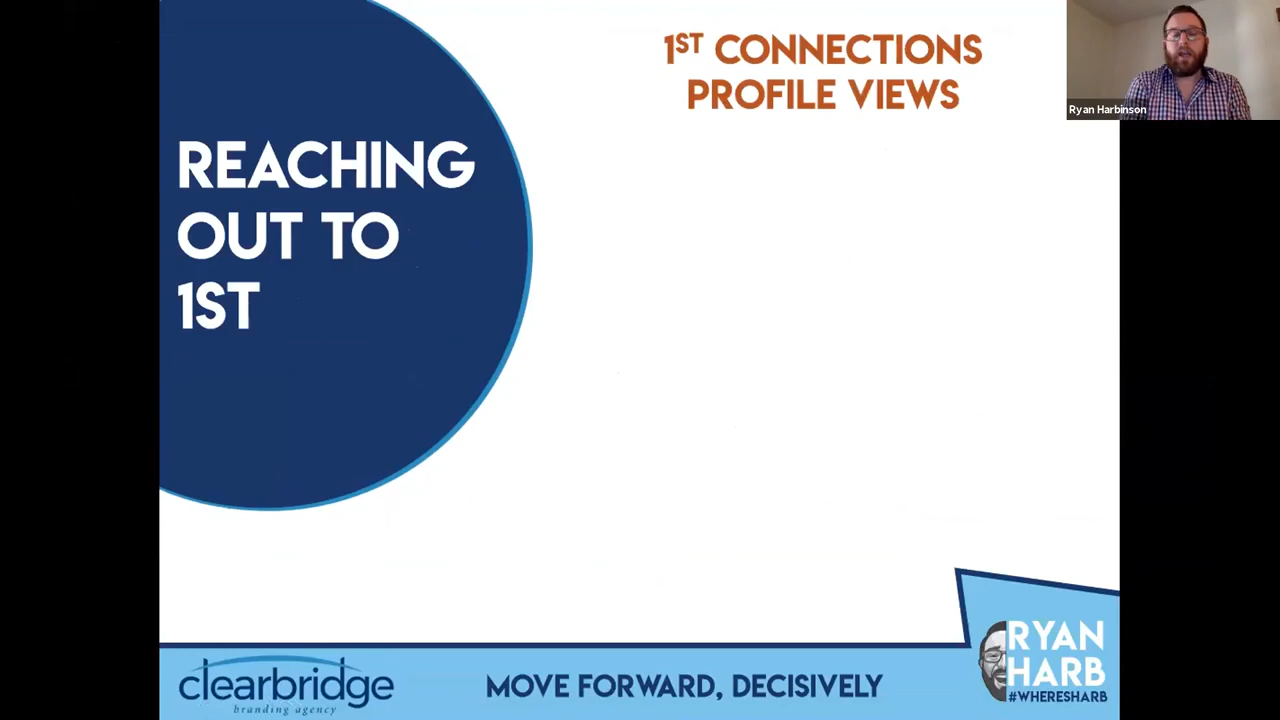 1ST CONNECTIONS
PROFILE VIEWS
Ryan Harbinson
REACHING
OUT TO
1ST
clearbridge
branding agency
MOVE FORWARD, DECISIVELY
RYAN
HARB
#WHERESHARB